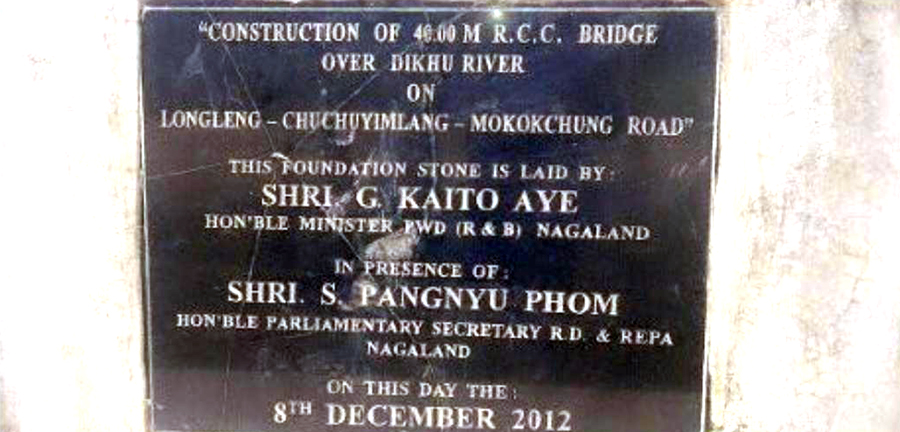 "CONSTRUCTION OF 40.00 M R.C.C. BRIDGE
OVER DIKHU RIVER
ON
LONGLENG – CHUCHUYIMLANG – MOKOKCHUNG ROAD"
THIS FOUNDATION STONE IS LAID BY:
SHRI. G. KAITO AYE
HON'BLE MINISTER PWD (R & B) NAGALAND
IN PRESENCE OF:
SHRI. S. PANGNYU PHOM
HON'BLE PARLIAMENTARY SECRETARY R.D. & REPA
NAGALAND
ON THIS DAY THE:
8TH DECEMBER 2012